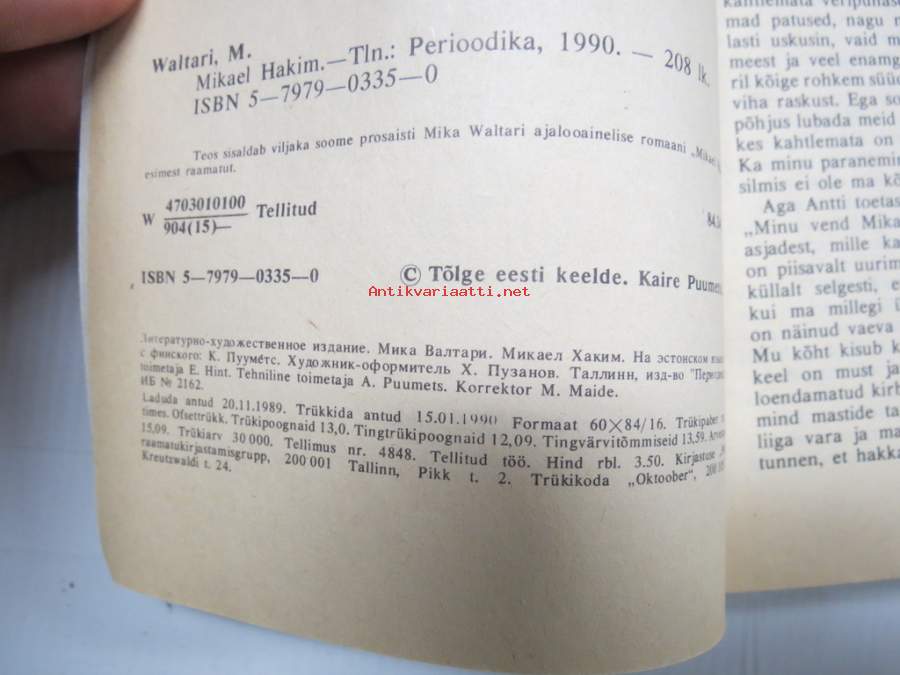 Waltari, M.
Mikael Hakim.—Tln.: Perioodika, 1990. — 208 lk.
ISBN 5—7979—0335—0
Teos sisaldab viljaka soome prosaisti Mika Waltari ajalooainelise romaani „Mikael
esimest raamatut.
W 4703010100 Tellitud
904(15)—
84.
ISBN 5—7979—0335—0
© Tõlge eesti keelde. Kaire Puumets
Antikvariaatti.net
Литературно-художественное издание. Мика Валтари. Микаел Хаким. На эстонском
с финского: К. Пууметс. Художник-оформитель Х. Пузанов. Таллинн, изд-во
toimetaja E. Hint. Tehniline toimetaja A. Puumets. Korrektor M. Maide.
ИБ № 2162.
Laduda antud 20.11.1989. Trükkida antud 15.01.1990 Formaat 60×84/16. Trükipaber
times. Ofsettrükk. Trükipoognaid 13,0. Tingtrükipoognaid 12,09. Tingvärvitõmmiseid 13,59.
15,09. Trükiarv 30 000. Tellimus nr. 4848. Tellitud töö. Hind rbl. 3.50. Kirjastuse
raamatukirjastamisgrupp, 200 001 Tallinn, Pikk t. 2. Trükikoda „Oktoober",
Kreutzwaldi t. 24.
kahtlemata
mad patused, nagu
lasti uskusin, vaid
meest ja veel enamg
ril kõige rohkem süü
viha raskust. Ega
põhjus lubada meid
kes kahtlemata on
Ka minu paranemin
silmis ei ole ma
Aga Antti toetas
„Minu vend Mika
asjadest, mille ka
on piisavalt uurim
küllalt selgesti,
kui ma millegi
on näinud vaeva
Mu kõht kisub
keel on must ja
loendamatud kirb
mind mastide ta
liiga vara ja ma
tunnen, et hakka